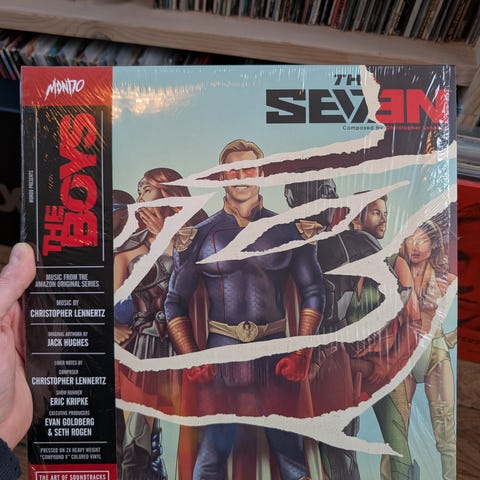 MONDO
MONDO PRESENTS
THE BOYS
MUSIC FROM THE
AMAZON ORIGINAL SERIES
MUSIC BY
CHRISTOPHER LENNERTZ
ORIGINAL ARTWORK BY
JACK HUGHES
LINER NOTES BY
COMPOSER
CHRISTOPHER LENNERTZ
SHOW RUNNER
ERIC KRIPKE
EXECUTIVE PRODUCERS
EVAN GOLDBERG
& SETH ROGEN
PRESSED ON 2X HEAVY WEIGHT
"COMPOUND V" COLORED VINYL
THE ART OF SOUNDTRACKS
TH
SEVEN
Composed by Christopher Len